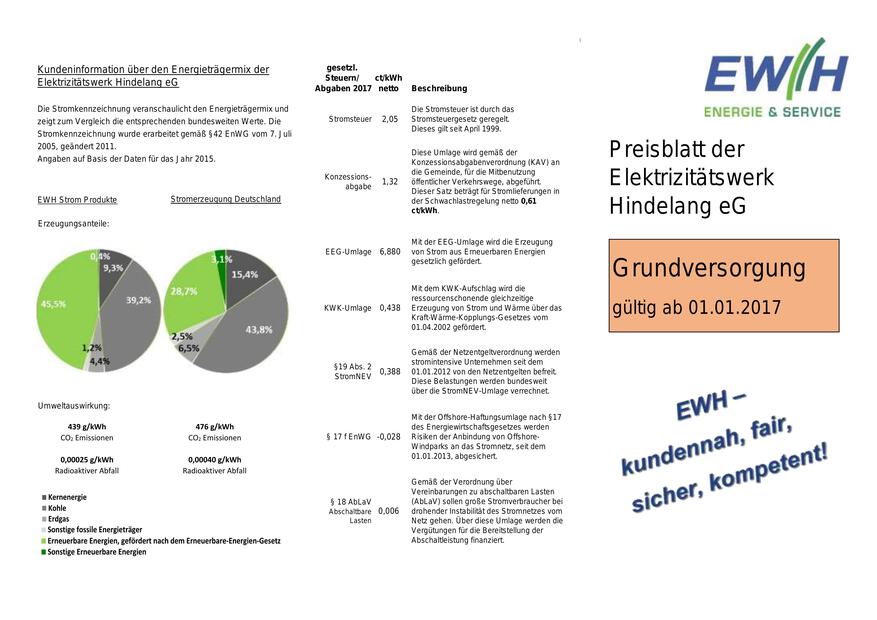 Kundeninformation über den Energieträgermix der
Elektrizitätswerk Hindelang eG
Die Stromkennzeichnung veranschaulicht den Energieträgermix und
zeigt zum Vergleich die entsprechenden bundesweiten Werte. Die
Stromkennzeichnung wurde erarbeitet gemäß §42 EnWG vom 7. Juli
2005, geändert 2011.
Angaben auf Basis der Daten für das Jahr 2015.
EWH Strom Produkte
Stromerzeugung Deutschland
Erzeugungsanteile:
0,4%
9,3%
39,2%
45,5%
1,2%
4,4%
3,1%
15,4%
28,7%
43,8%
2,5%
6,5%
Umweltauswirkung:
439 g/kWh
476 g/kWh
CO₂ Emissionen
CO₂ Emissionen
0,00025 g/kWh
0,00040 g/kWh
Radioaktiver Abfall
Radioaktiver Abfall
Kernenergie
Kohle
Erdgas
Sonstige fossile Energieträger
Erneuerbare Energien, gefördert nach dem Erneuerbare-Energien-Gesetz
Sonstige Erneuerbare Energien
gesetzl.
Steuern/ ct/kWh
Abgaben 2017 netto Beschreibung
Stromsteuer 2,05
Die Stromsteuer ist durch das
Stromsteuergesetz geregelt.
Dieses gilt seit April 1999.
Konzessions-
abgabe
1,32
Diese Umlage wird gemäß der
Konzessionsabgabenverordnung (KAV) an
die Gemeinde, für die Mitbenutzung
öffentlicher Verkehrswege, abgeführt.
Dieser Satz beträgt für Stromlieferungen in
der Schwachlastregelung netto 0,61
ct/kWh.
EEG-Umlage 6,880
Mit der EEG-Umlage wird die Erzeugung
von Strom aus Erneuerbaren Energien
gesetzlich gefördert.
KWK-Umlage 0,438
Mit dem KWK-Aufschlag wird die
ressourcenschonende gleichzeitige
Erzeugung von Strom und Wärme über das
Kraft-Wärme-Kopplungs-Gesetzes vom
01.04.2002 gefördert.
§19 Abs. 2
StromNEV
0,388
Gemäß der Netzentgeltverordnung werden
stromintensive Unternehmen seit dem
01.01.2012 von den Netzentgelten befreit.
Diese Belastungen werden bundesweit
über die StromNEV-Umlage verrechnet.
§ 17 f EnWG -0,028
Mit der Offshore-Haftungsumlage nach §17
des Energiewirtschaftsgesetzes werden
Risiken der Anbindung von Offshore-
Windparks an das Stromnetz, seit dem
01.01.2013, abgesichert.
§ 18 AbLaV
Abschaltbare
Lasten
0,006
Gemäß der Verordnung über
Vereinbarungen zu abschaltbaren Lasten
(AbLaV) sollen große Stromverbraucher bei
drohender Instabilität des Stromnetzes vom
Netz gehen. Über diese Umlage werden die
Vergütungen für die Bereitstellung der
Abschaltleistung finanziert.
EWH
ENERGIE & SERVICE
Preisblatt der
Elektrizitätswerk
Hindelang eG
Grundversorgung
gültig ab 01.01.2017
EWH –
kundennah, fair,
sicher, kompetent!